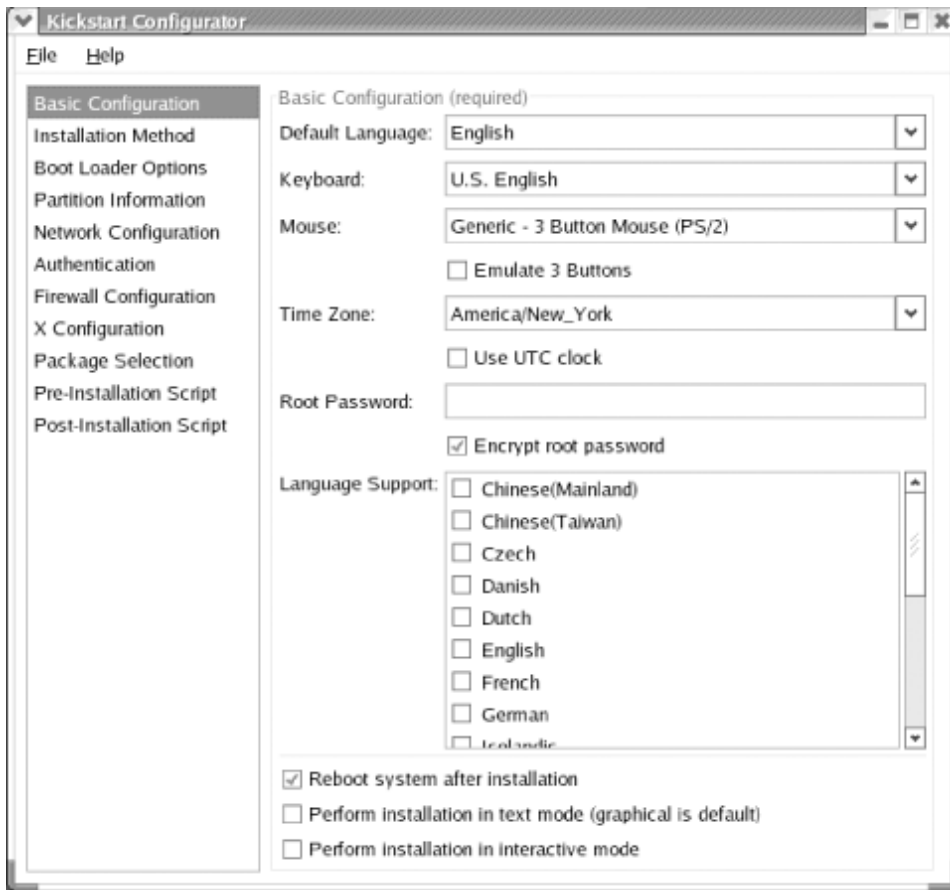 Kickstart Configurator
File Help
Basic Configuration
Installation Method
Boot Loader Options
Partition Information
Network Configuration
Authentication
Firewall Configuration
X Configuration
Package Selection
Pre-Installation Script
Post-Installation Script
Basic Configuration (required)
Default Language: English
Keyboard: U.S. English
Mouse: Generic - 3 Button Mouse (PS/2)
Emulate 3 Buttons
Time Zone: America/New_York
Use UTC clock
Root Password:
Encrypt root password
Language Support: Chinese(Mainland)
Chinese(Taiwan)
Czech
Danish
Dutch
English
French
German
Icelandic
Reboot system after installation
Perform installation in text mode (graphical is default)
Perform installation in interactive mode